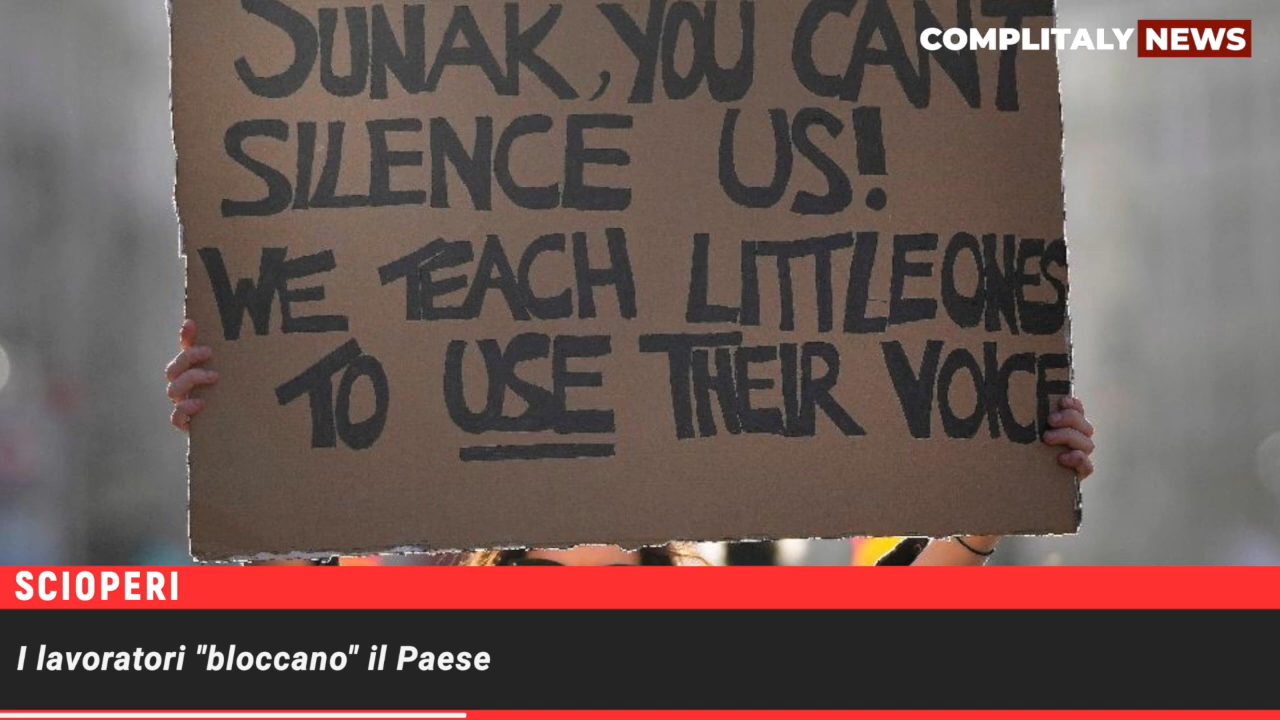 SUNAK, YOU CANT
SILENCE US!
WE TEACH LITTLE ONES
TO USE THEIR VOICE
COMPLITALY NEWS
SCIOPERI
I lavoratori "bloccano" il Paese